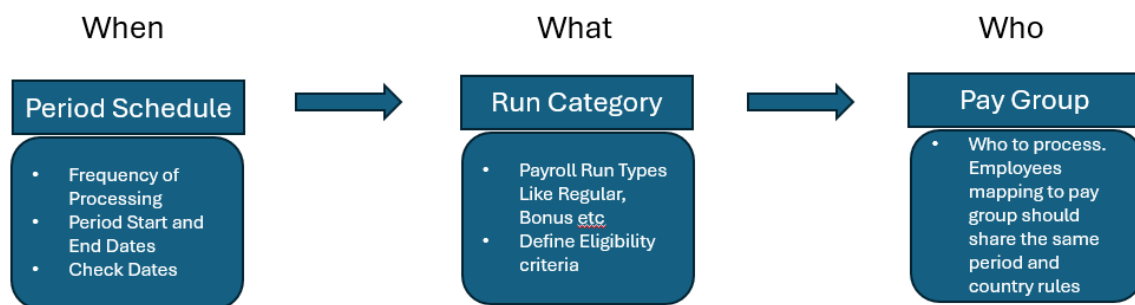 When
What
Who
Period Schedule
Run Category
Pay Group
• Frequency of
Processing
• Period Start and
End Dates
• Check Dates
• Payroll Run Types
Like Regular,
Bonus etc
• Define Eligibility
criteria
• Who to process.
Employees
mapping to pay
group should
share the same
period and
country rules